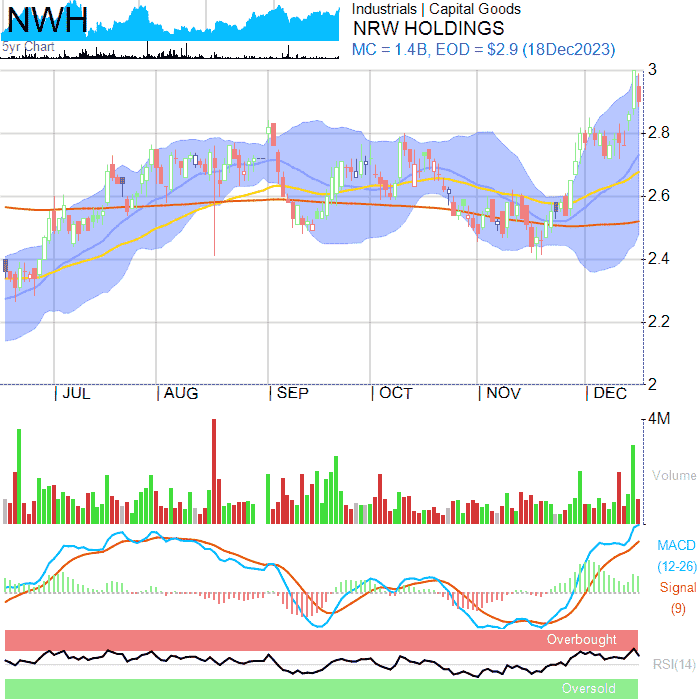 NWH
5yr Chart
Industrials | Capital Goods
NRW HOLDINGS
MC = 1.4B, EOD = $2.9 (18Dec2023)
3
2.8
2.6
2.4
2.2
2
JUL AUG SEP OCT NOV DEC
4M
Volume
MACD
(12-26)
Signal
(9)
Overbought
RSI(14)
Oversold